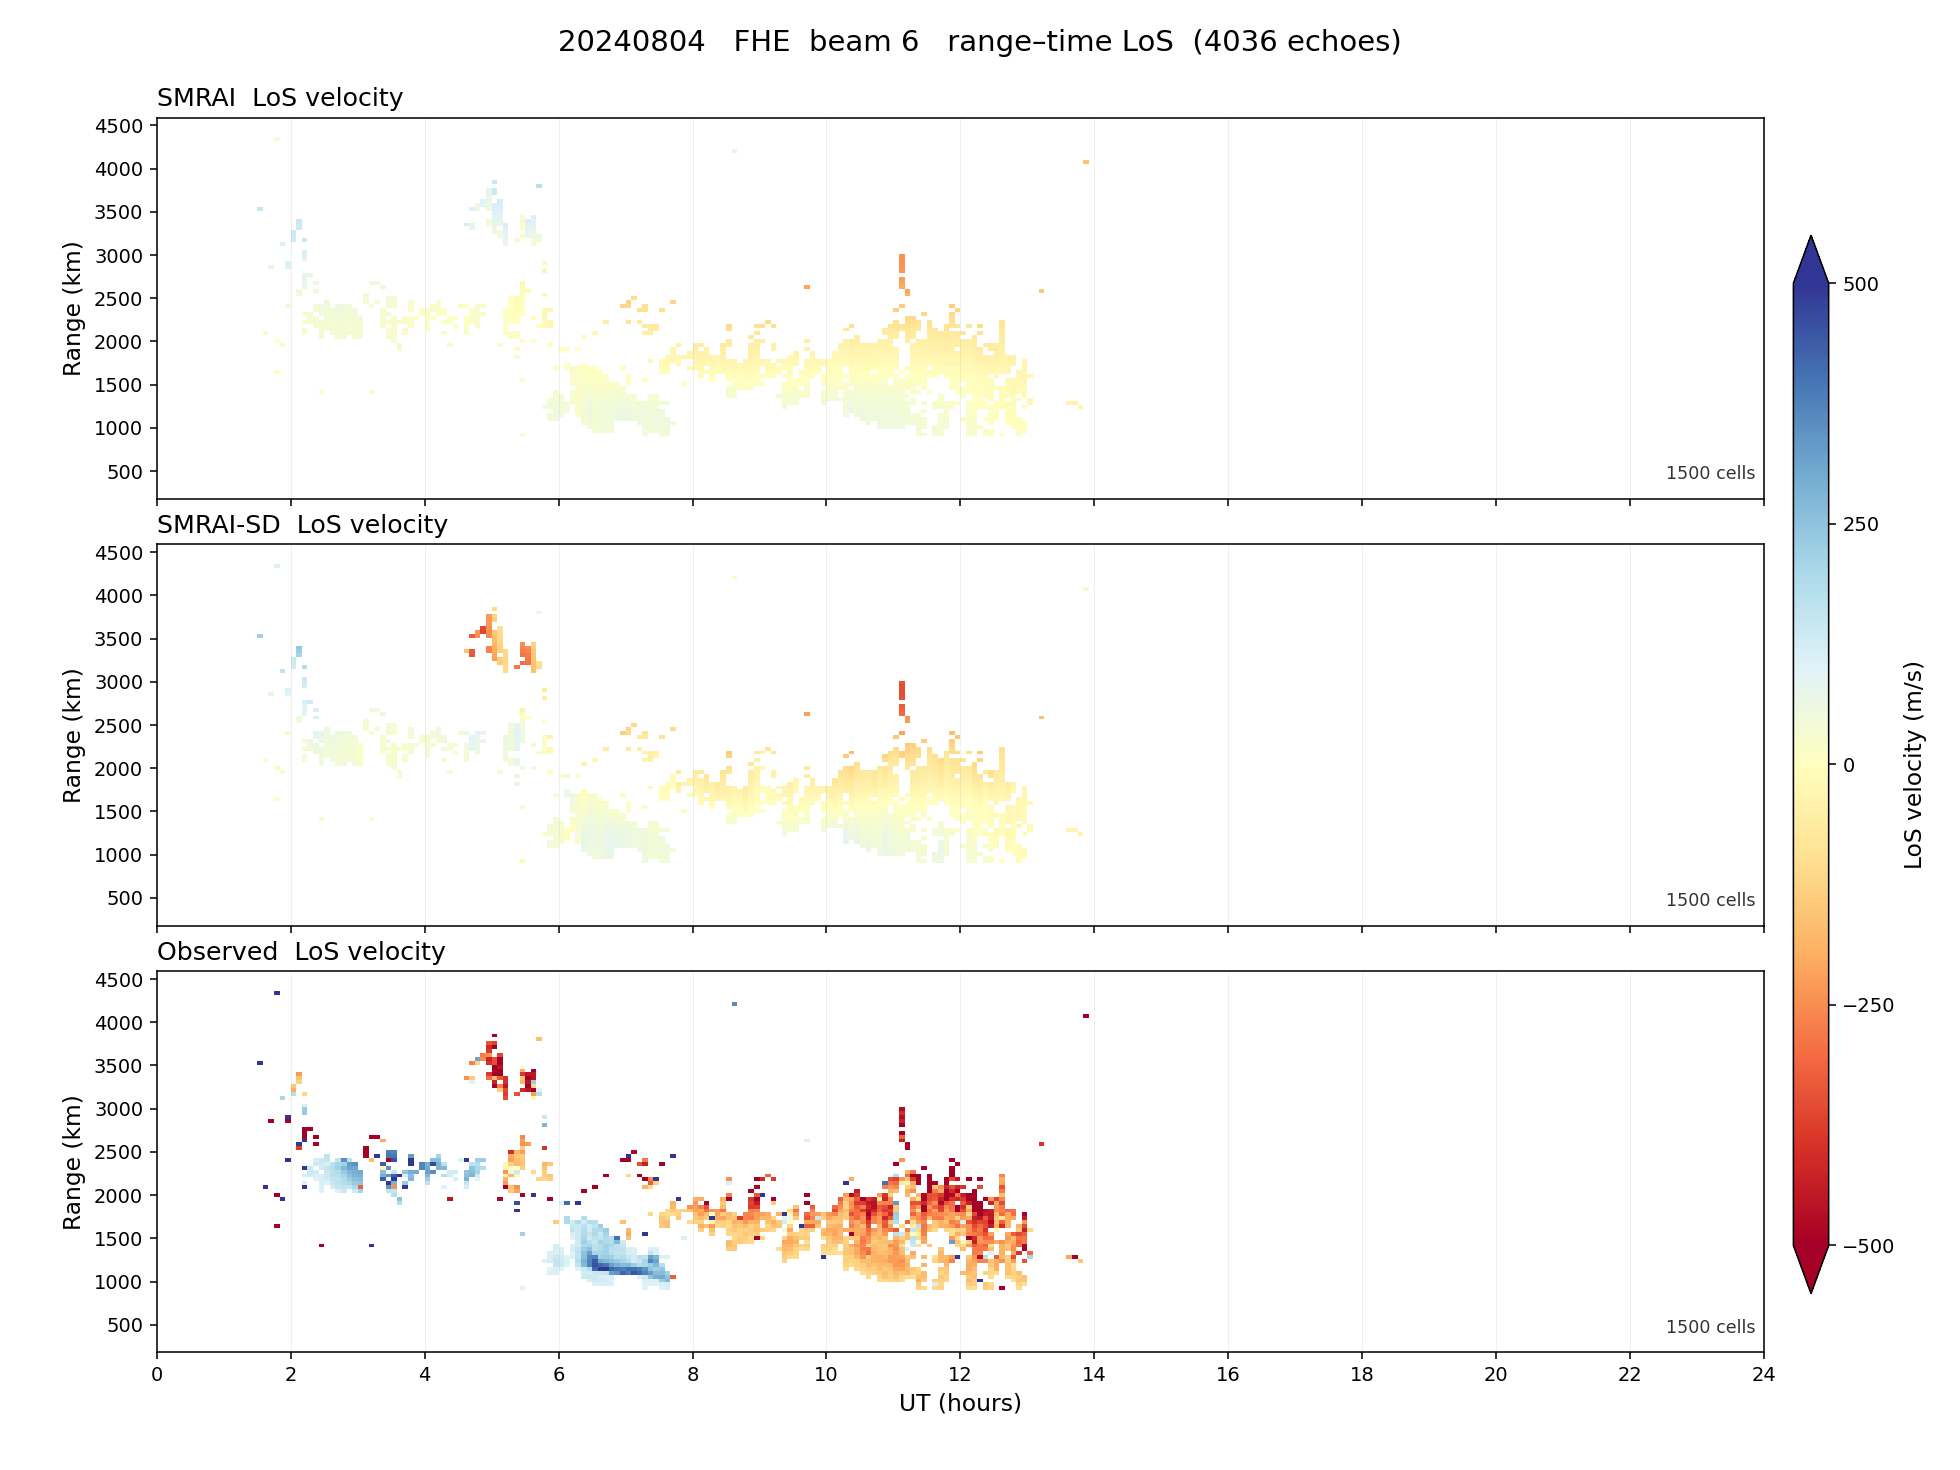 20240804   FHE  beam 6   range–time LoS  (4036 echoes)
SMRAI  LoS velocity
4500
4000
3500
3000
2500
2000
1500
1000
500
Range (km)
1500 cells
SMRAI-SD  LoS velocity
4500
4000
3500
3000
2500
2000
1500
1000
500
Range (km)
1500 cells
Observed  LoS velocity
4500
4000
3500
3000
2500
2000
1500
1000
500
Range (km)
1500 cells
0 2 4 6 8 10 12 14 16 18 20 22 24
UT (hours)
500
250
0
−250
−500
LoS velocity (m/s)